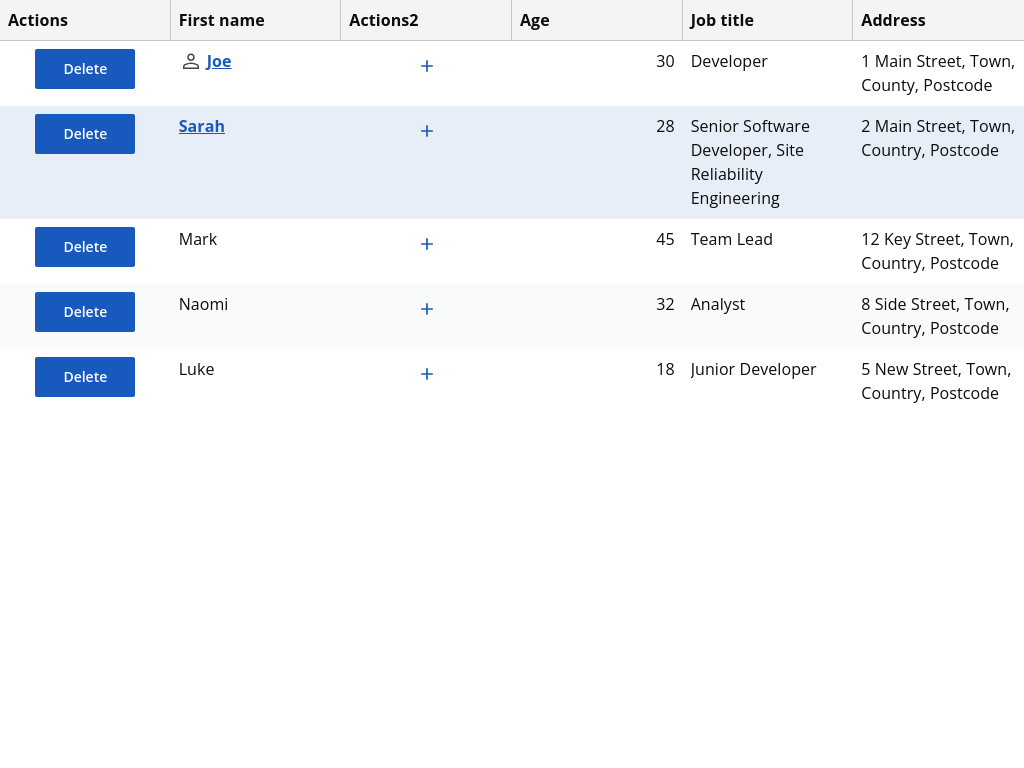 Actions First name Actions2 Age Job title Address
Delete Joe + 30 Developer 1 Main Street, Town,
County, Postcode
Delete Sarah + 28 Senior Software 2 Main Street, Town,
Developer, Site Country, Postcode
Reliability
Engineering
Delete Mark + 45 Team Lead 12 Key Street, Town,
Country, Postcode
Delete Naomi + 32 Analyst 8 Side Street, Town,
Country, Postcode
Delete Luke + 18 Junior Developer 5 New Street, Town,
Country, Postcode